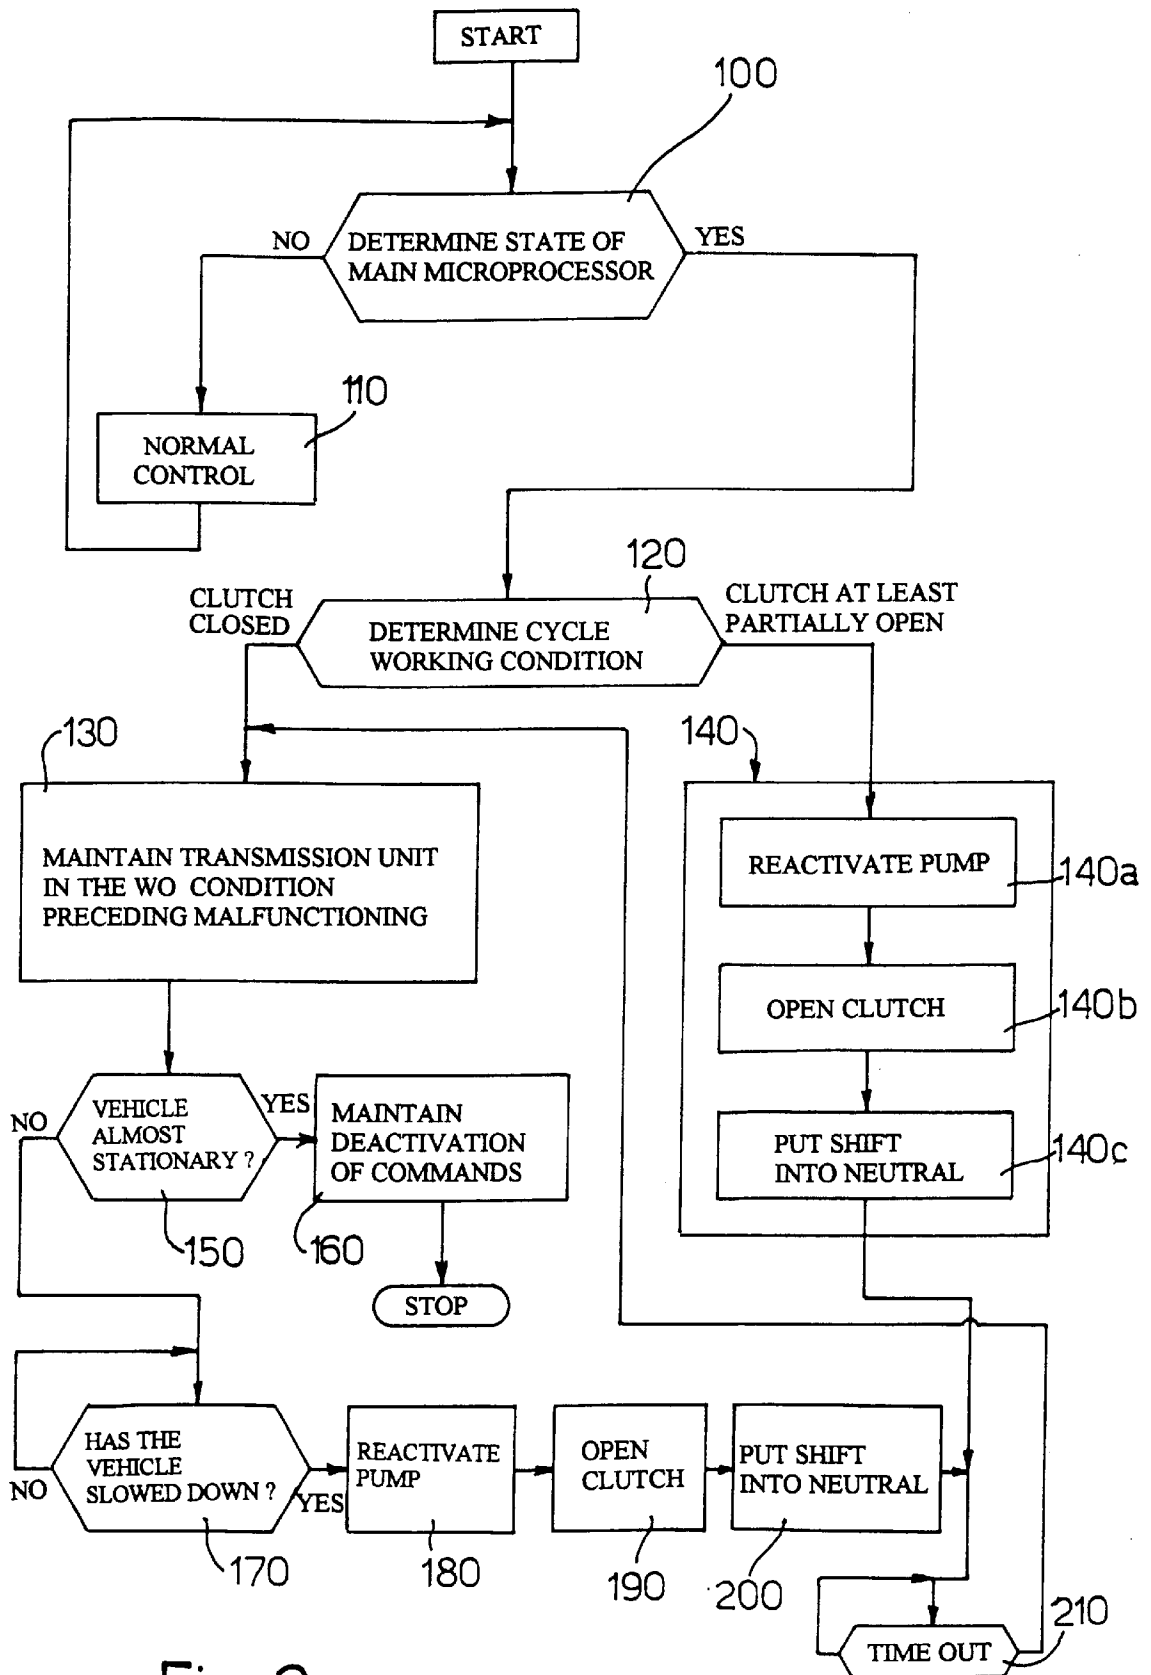 START
100
NO
DETERMINE STATE OF
MAIN MICROPROCESSOR
YES
110
NORMAL
CONTROL
120
CLUTCH
CLOSED
DETERMINE CYCLE
WORKING CONDITION
CLUTCH AT LEAST
PARTIALLY OPEN
130
140
MAINTAIN TRANSMISSION UNIT
IN THE WO CONDITION
PRECEDING MALFUNCTIONING
REACTIVATE PUMP
140a
OPEN CLUTCH
140b
PUT SHIFT
INTO NEUTRAL
140c
NO
VEHICLE
ALMOST
STATIONARY ?
YES
MAINTAIN
DEACTIVATION
OF COMMANDS
150
160
STOP
NO
HAS THE
VEHICLE
SLOWED DOWN ?
YES
REACTIVATE
PUMP
OPEN
CLUTCH
PUT SHIFT
INTO NEUTRAL
170
180
190
200
TIME OUT
210